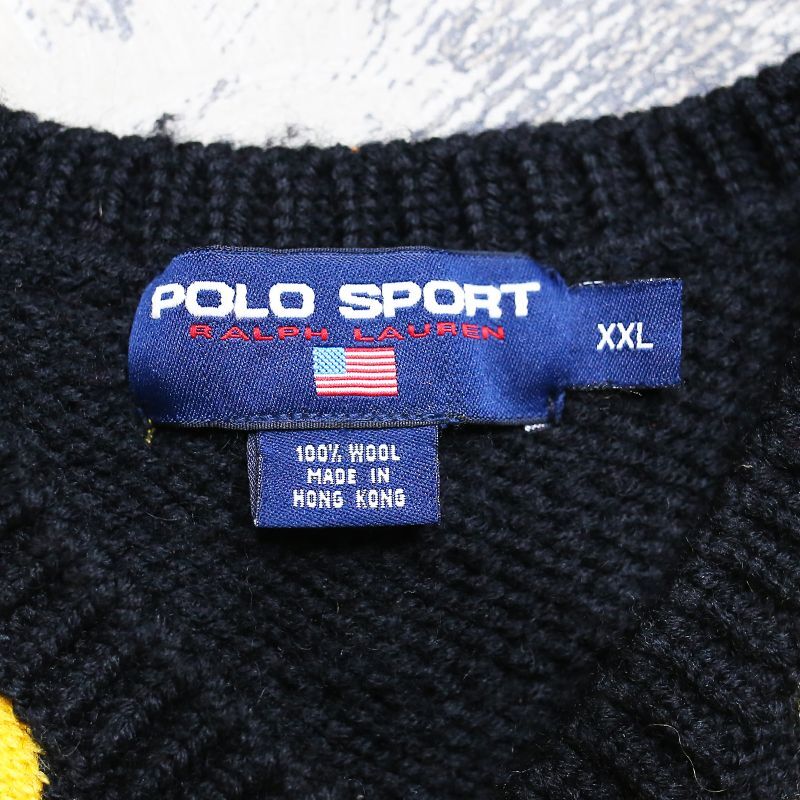 POLO SPORT
RALPH LAUREN
XXL
100% WOOL
MADE IN
HONG KONG